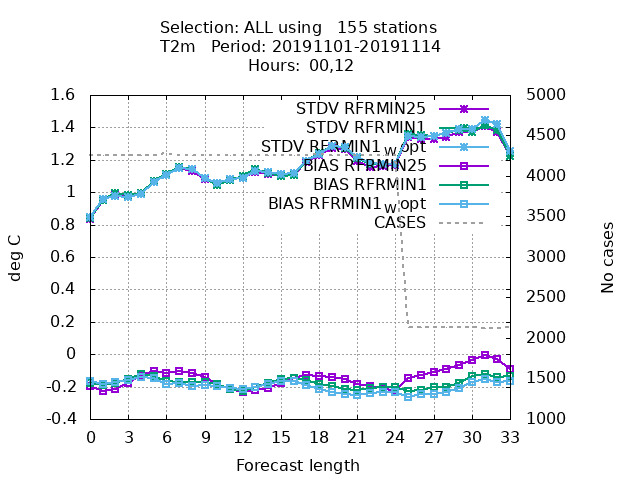 Selection: ALL using   155 stations
T2m   Period: 20191101-20191114
Hours: 00,12
1.6
1.4
1.2
1
0.8
0.6
0.4
0.2
0
-0.2
-0.4
deg C
5000
4500
4000
3500
3000
2500
2000
1500
1000
No cases
STDV RFRMIN25
STDV RFRMIN1
STDV RFRMIN1wopt
BIAS RFRMIN25
BIAS RFRMIN1
BIAS RFRMIN1wopt
CASES
0 3 6 9 12 15 18 21 24 27 30 33
Forecast length